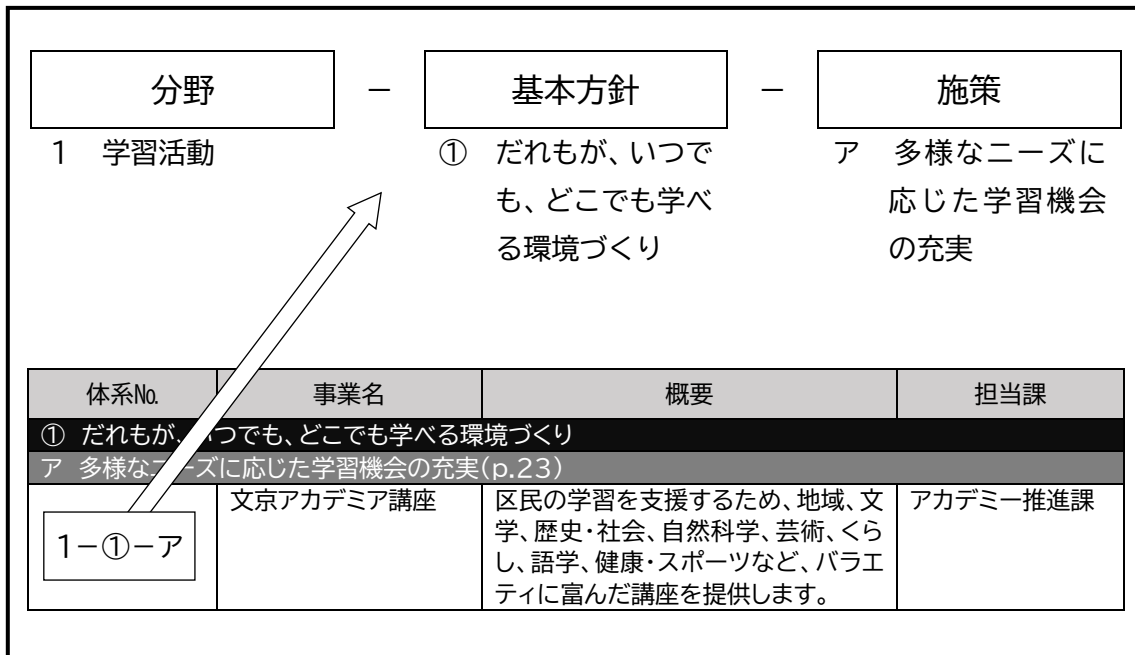 分野 － 基本方針 － 施策
1 学習活動
① だれもが、いつで
も、どこでも学べ
る環境づくり
ア 多様なニーズに
応じた学習機会
の充実
体系№ 事業名 概要 担当課
① だれもが、いつでも、どこでも学べる環境づくり
ア 多様なニーズに応じた学習機会の充実(p.23)
1－①－ア
文京アカデミア講座
区民の学習を支援するため、地域、文
学、歴史・社会、自然科学、芸術、くら
し、語学、健康・スポーツなど、バラエ
ティに富んだ講座を提供します。
アカデミー推進課